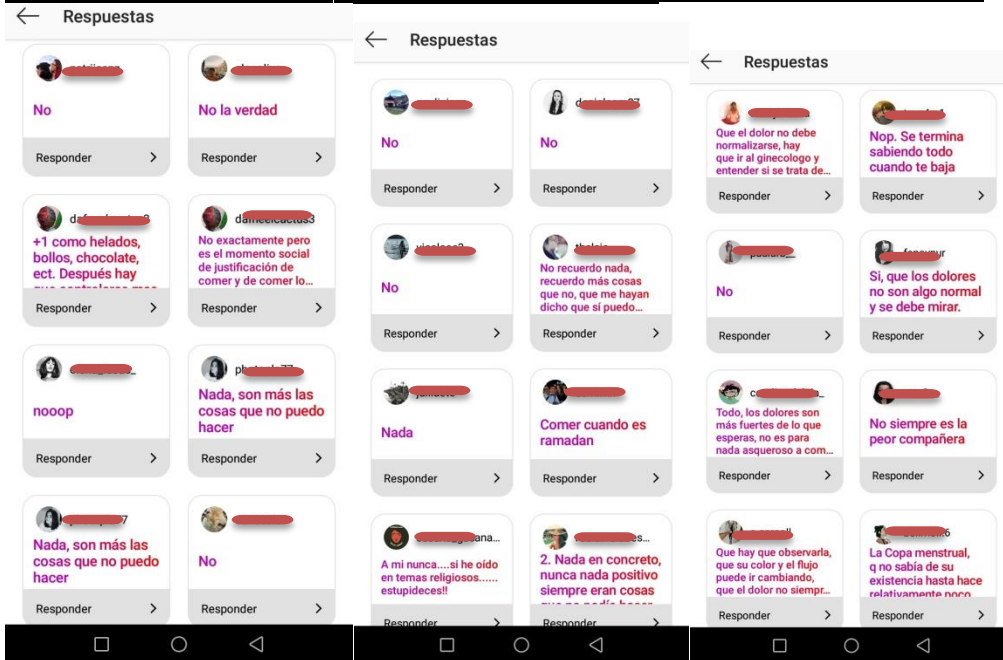 Respuestas
No
Responder
No la verdad
Responder
+1 como helados,
bollos, chocolate,
ect. Después hay
Responder
dafneelcactus3
No exactamente pero
es el momento social
de justificación de
comer y de comer lo...
Responder
nooop
Responder
Nada, son más las
cosas que no puedo
hacer
Responder
Nada, son más las
cosas que no puedo
hacer
Responder
No
Responder
Respuestas
No
Responder
No
Responder
No
Responder
No recuerdo nada,
recuerdo más cosas
que no, que me hayan
dicho que sí puedo...
Responder
Nada
Responder
Comer cuando es
ramadan
Responder
A mi nunca....si he oído
en temas religiosos......
estupideces!!
Responder
2. Nada en concreto,
nunca nada positivo
siempre eran cosas
que no podía hacer
Responder
Respuestas
Que el dolor no debe
normalizarse, hay
que ir al ginecologo y
entender si se trata de...
Responder
Nop. Se termina
sabiendo todo
cuando te baja
Responder
No
Responder
Si, que los dolores
no son algo normal
y se debe mirar.
Responder
Todo, los dolores son
más fuertes de lo que
esperas, no es para
nada asqueroso a com...
Responder
No siempre es la
peor compañera
Responder
Que hay que observarla,
que su color y el flujo
puede ir cambiando,
que el dolor no siempr...
Responder
La Copa menstrual,
q no sabía de su
existencia hasta hace
relativamente poco
Responder